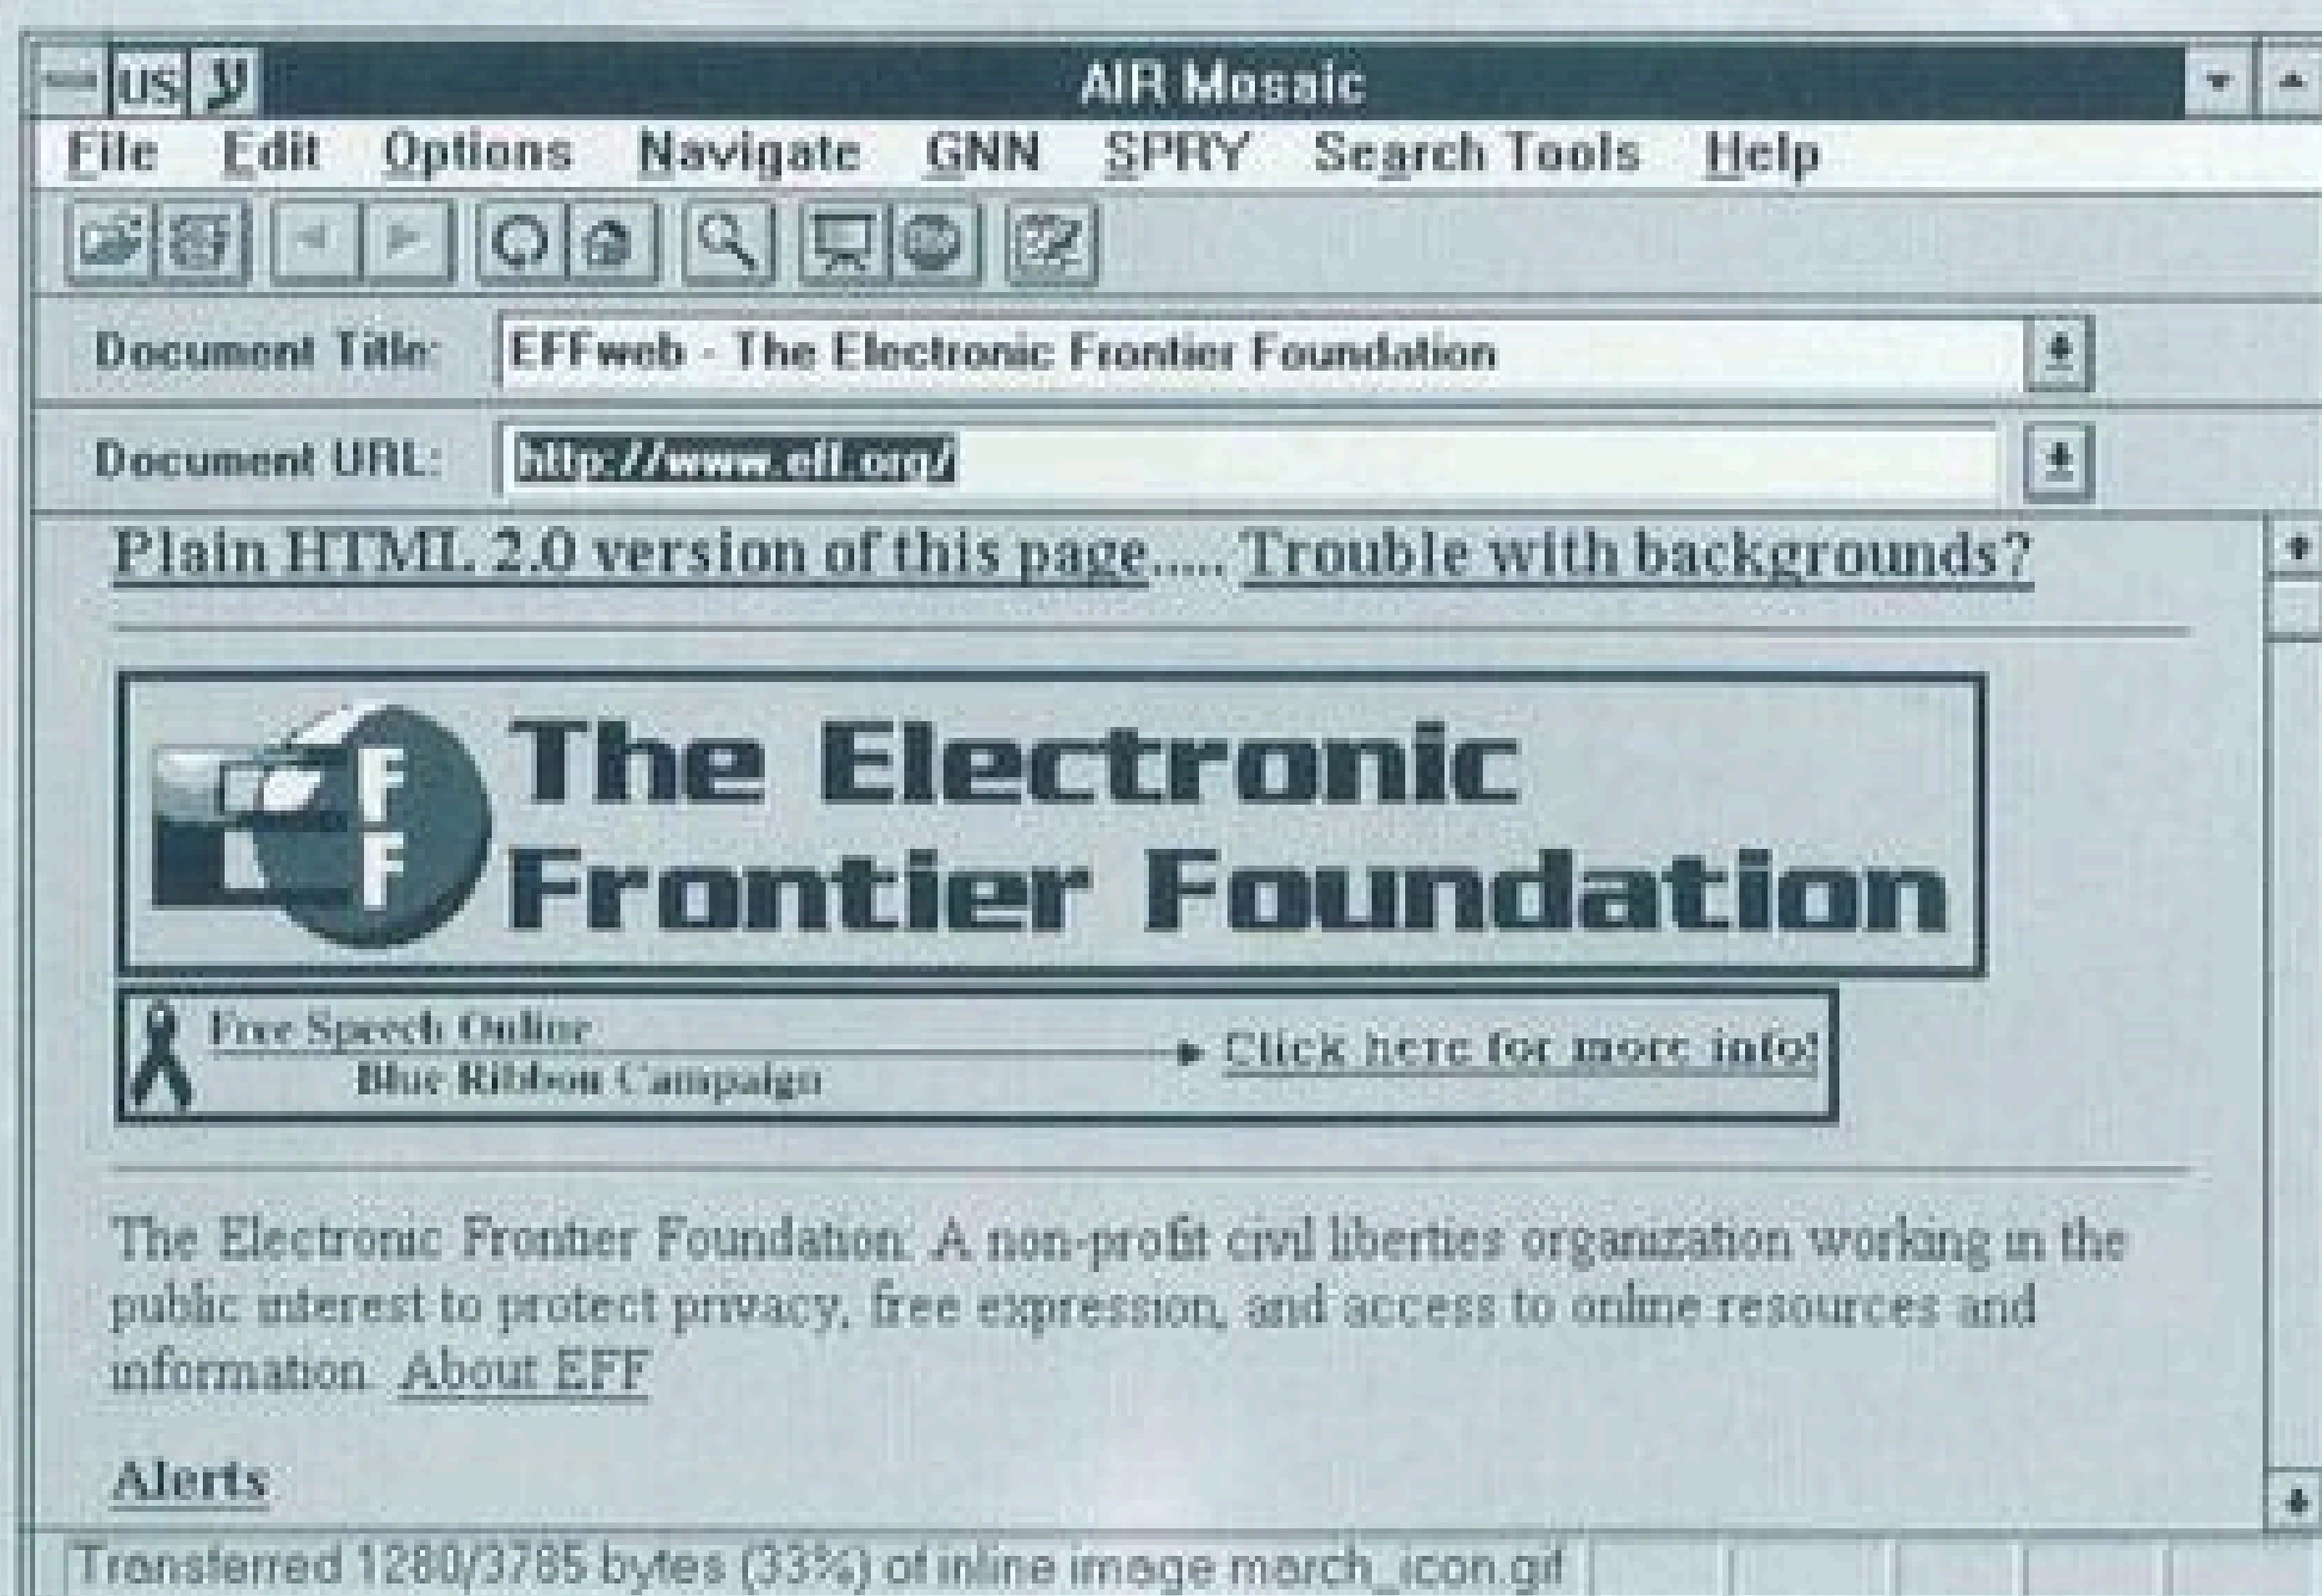 US У AIR Mosaic
File Edit Options Navigate GNN SPRY Search Tools Help
Document Title: EFFweb - The Electronic Frontier Foundation
Document URL: http://www.eff.org/
Plain HTML 2.0 version of this page..... Trouble with backgrounds?
EFF The Electronic
Frontier Foundation
Free Speech Online
Blue Ribbon Campaign
Click here for more info!
The Electronic Frontier Foundation. A non-profit civil liberties organization working in the
public interest to protect privacy, free expression, and access to online resources and
information. About EFF
Alerts
Transferred 1280/3785 bytes (33%) of inline image march_icon.gif